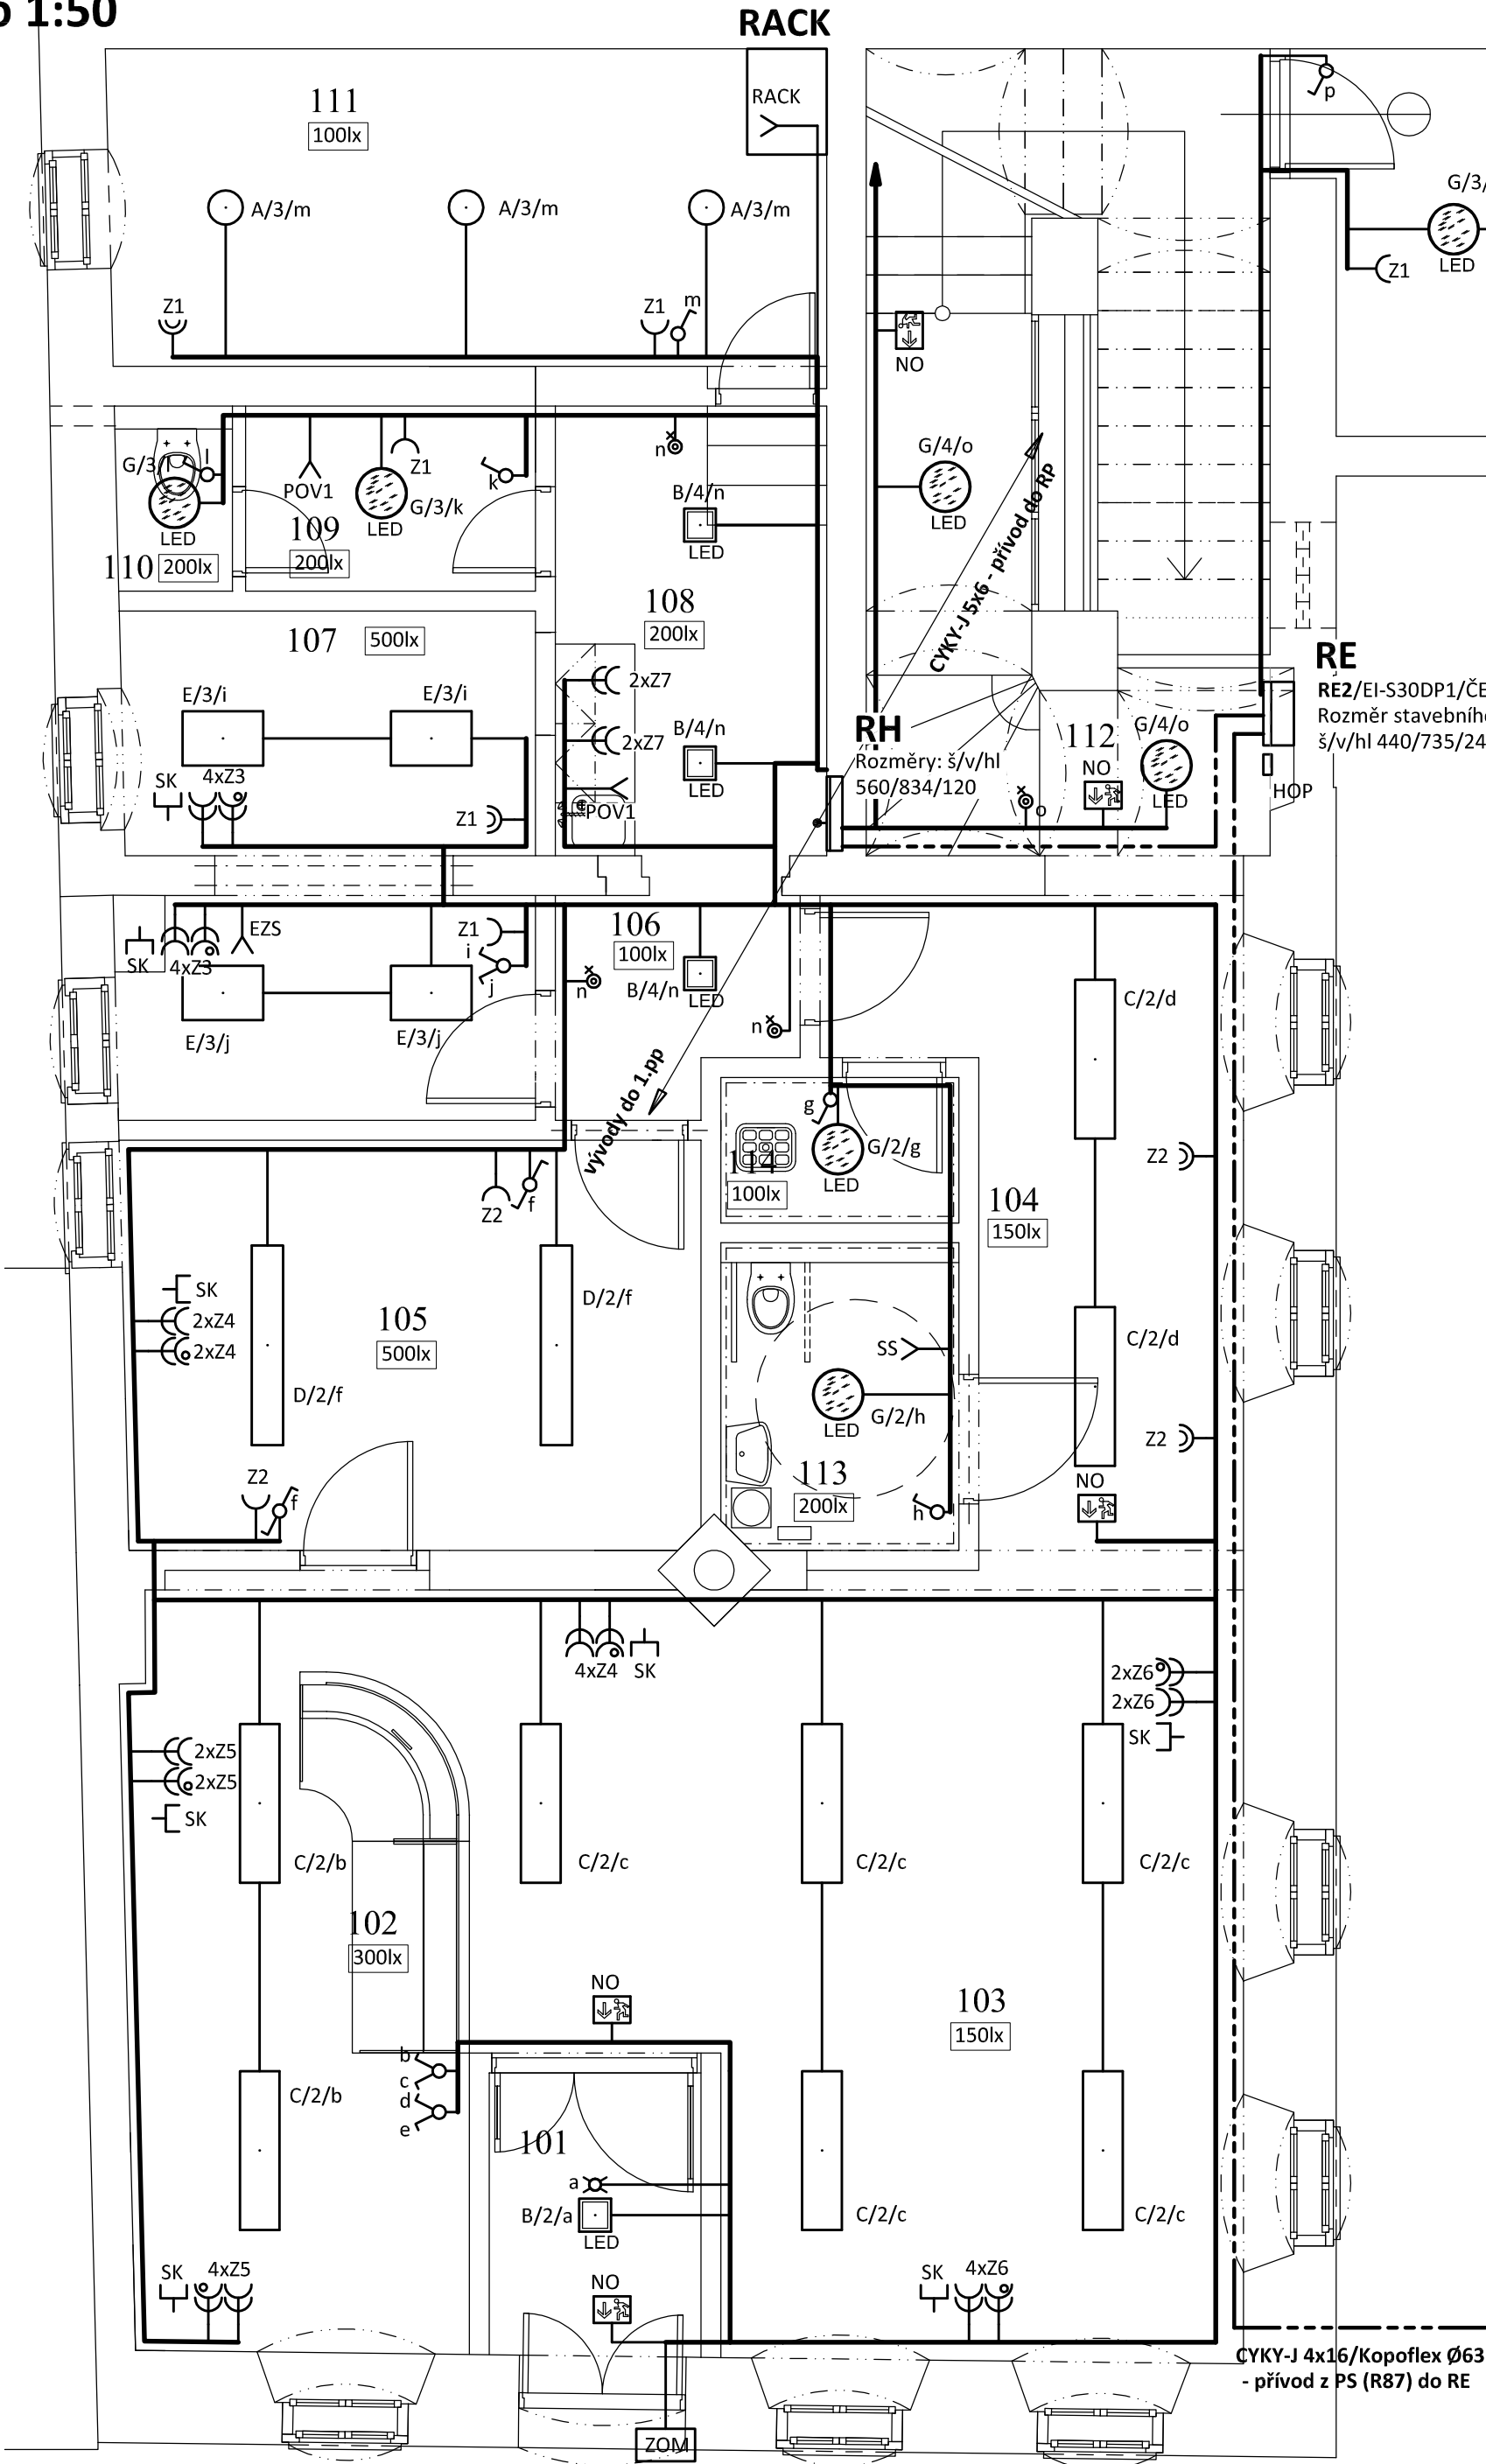 1:50
RACK
RACK
111
100lx
p
A/3/m
A/3/m
A/3/m
G/3/
LED
Z1
Z1
Z1
m
NO
G/3/l
l
LED
110
200lx
POV1
109
200lx
LED
Z1
G/3/k
k
n
B/4/n
LED
G/4/o
LED
CYKY-J 5x6 - přívod do RP
108
200lx
107
500lx
E/3/i
E/3/i
SK
4xZ3
Z1
2xZ7
2xZ7
POV1
B/4/n
LED
RH
Rozměry: š/v/hl
560/834/120
112
G/4/o
LED
NO
o
RE
RE2/EI-S30DP1/ČE
Rozměr stavebního
š/v/hl 440/735/24
HOP
SK
4xZ3
EZS
Z1
i
j
E/3/j
E/3/j
106
100lx
n
B/4/n
LED
n
vývody do 1.pp
C/2/d
g
G/2/g
LED
114
100lx
Z2
104
150lx
Z2
f
SK
2xZ4
2xZ4
105
500lx
D/2/f
D/2/f
C/2/d
SS
G/2/h
LED
113
200lx
h
Z2
NO
Z2
f
4xZ4
SK
2xZ6
2xZ6
SK
2xZ5
2xZ5
SK
C/2/b
C/2/c
C/2/c
C/2/c
102
300lx
NO
103
150lx
b
c
d
e
C/2/b
101
a
B/2/a
LED
C/2/c
C/2/c
SK
4xZ5
NO
SK
4xZ6
CYKY-J 4x16/Kopoflex Ø63
- přívod z PS (R87) do RE
ZOM